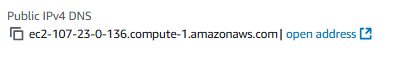 Public IPv4 DNS
ec2-107-23-0-136.compute-1.amazonaws.com| open address